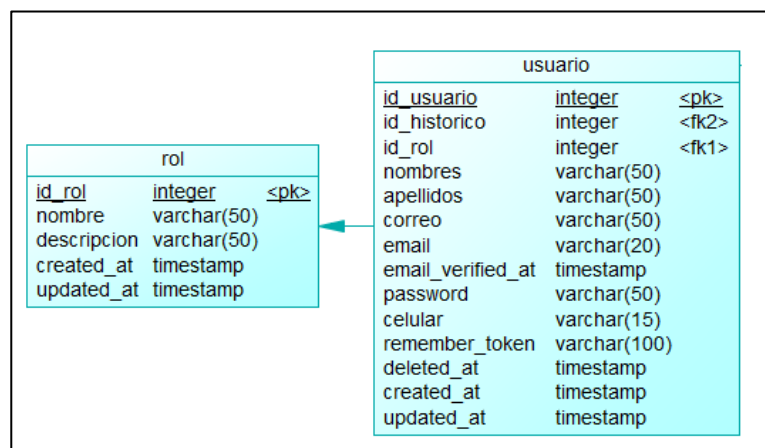 rol
id_rol integer <pk>
nombre varchar(50)
descripcion varchar(50)
created_at timestamp
updated_at timestamp
usuario
id_usuario integer <pk>
id_historico integer <fk2>
id_rol integer <fk1>
nombres varchar(50)
apellidos varchar(50)
correo varchar(50)
email varchar(20)
email_verified_at timestamp
password varchar(50)
celular varchar(15)
remember_token varchar(100)
deleted_at timestamp
created_at timestamp
updated_at timestamp